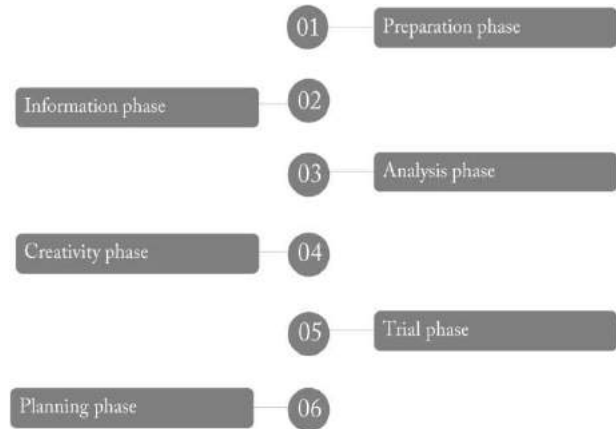 01 Preparation phase
Information phase 02
03 Analysis phase
Creativity phase 04
05 Trial phase
Planning phase 06